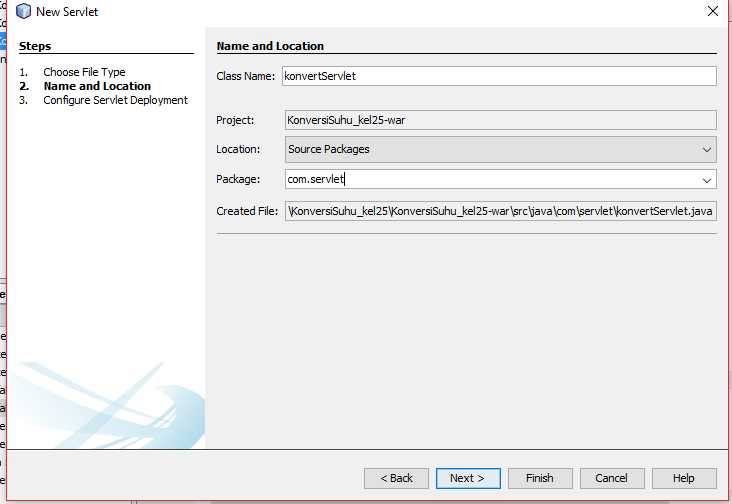 New Servlet
Steps
1. Choose File Type
2. Name and Location
3. Configure Servlet Deployment
Name and Location
Class Name: konvertServlet
Project: KonversiSuhu_kel25-war
Location: Source Packages
Package: com.servlet
Created File: \KonversiSuhu_kel25\KonversiSuhu_kel25-war\src\java\com\servlet\konvertServlet.java
< Back Next > Finish Cancel Help